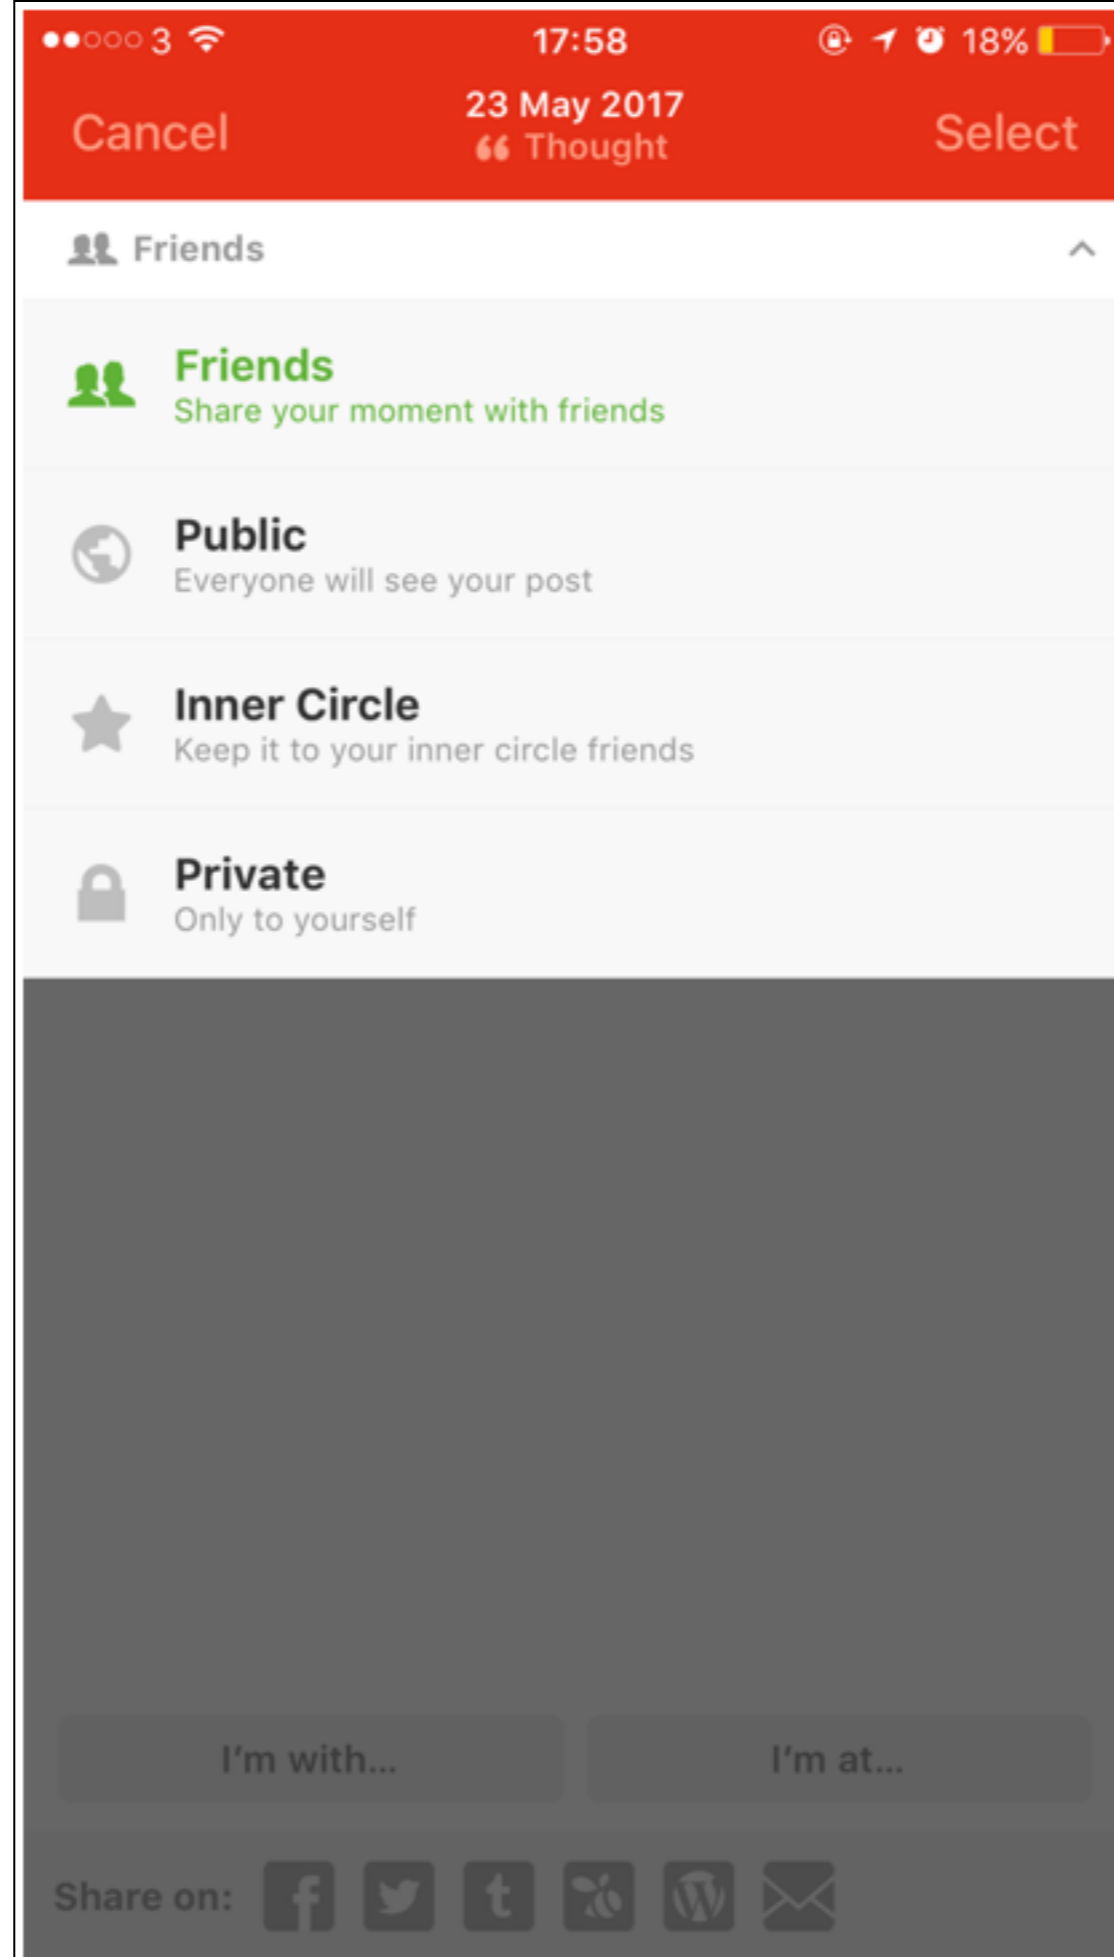 3 17:58 18%
Cancel 23 May 2017 Select
Thought
Friends
Friends
Share your moment with friends
Public
Everyone will see your post
Inner Circle
Keep it to your inner circle friends
Private
Only to yourself
I'm with... I'm at...
Share on: